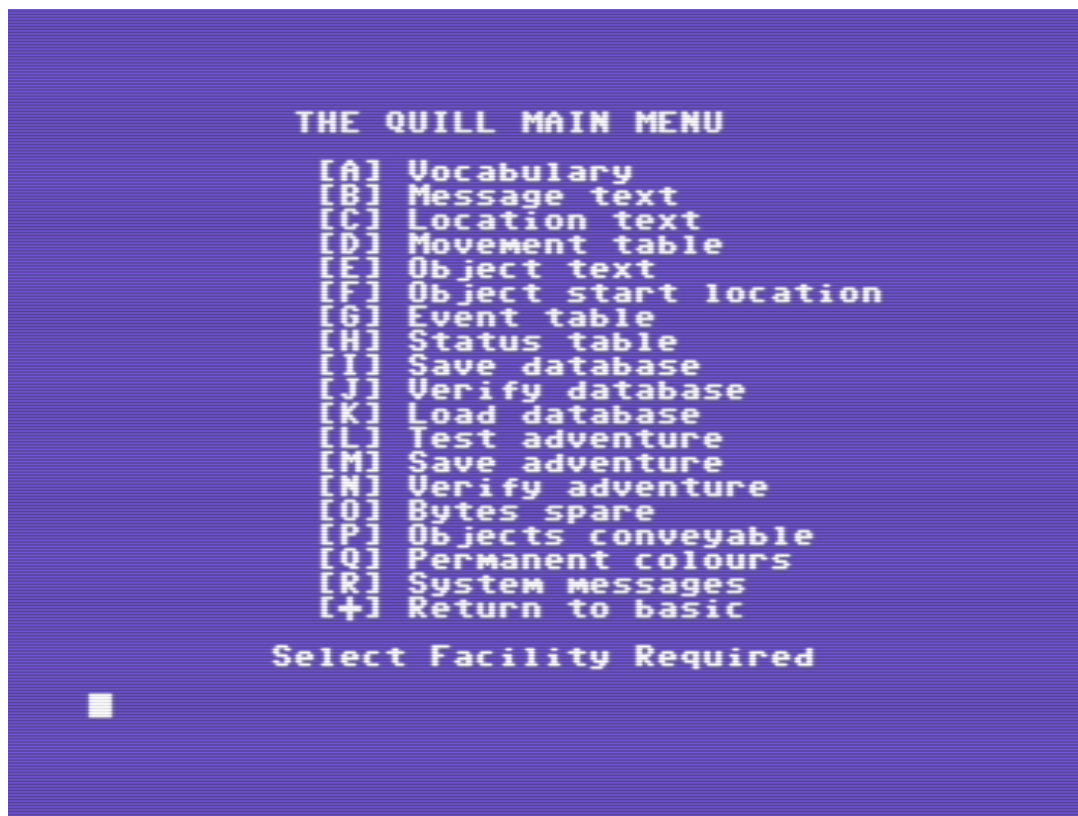 THE QUILL MAIN MENU
[A] Vocabulary
[B] Message text
[C] Location text
[D] Movement table
[E] Object text
[F] Object start location
[G] Event table
[H] Status table
[I] Save database
[J] Verify database
[K] Load database
[L] Test adventure
[M] Save adventure
[N] Verify adventure
[O] Bytes spare
[P] Objects conveyable
[Q] Permanent colours
[R] System messages
[+] Return to basic
Select Facility Required